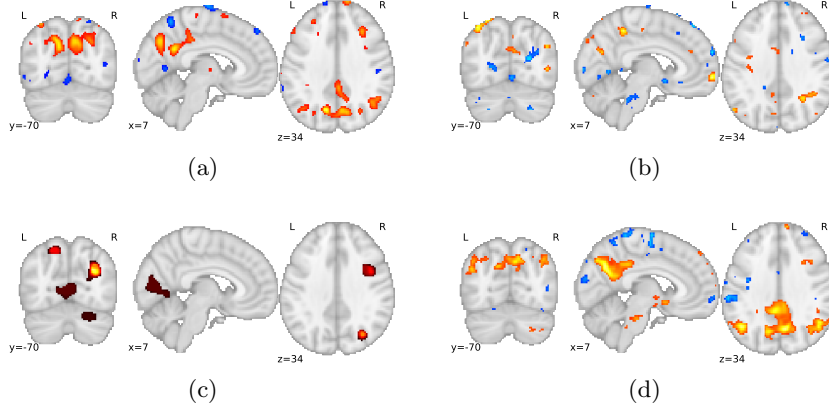 L R L R
y=-70 x=7 z=34
(a)
L R L R
y=-70 x=7 z=34
(b)
L R L R
y=-70 x=7 z=34
(c)
L R L R
y=-70 x=7 z=34
(d)